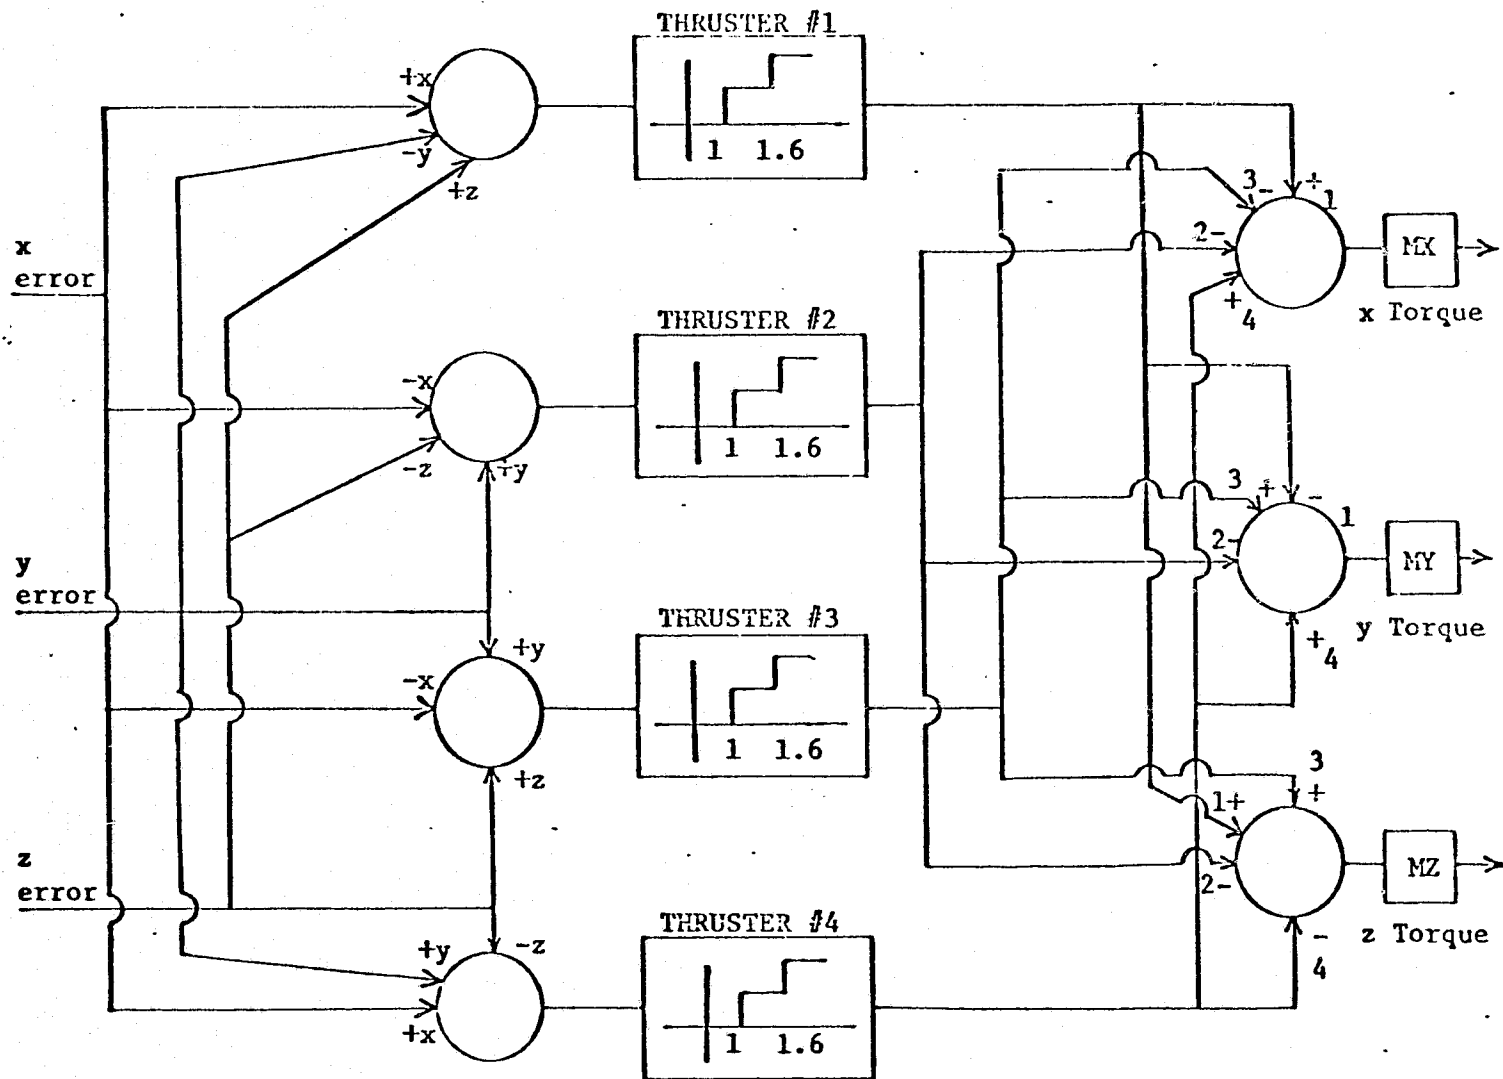 THRUSTER #1
1 1.6
+x
-y
+z
x
error
3-
+
1
2-
+
4
MX
x Torque
THRUSTER #2
1 1.6
-x
-z
+y
y
error
3
+
-
1
2-
+
4
MY
y Torque
THRUSTER #3
1 1.6
+y
-x
+z
z
error
3
+
1+
2-
-
4
MZ
z Torque
THRUSTER #4
1 1.6
+y
-z
+x